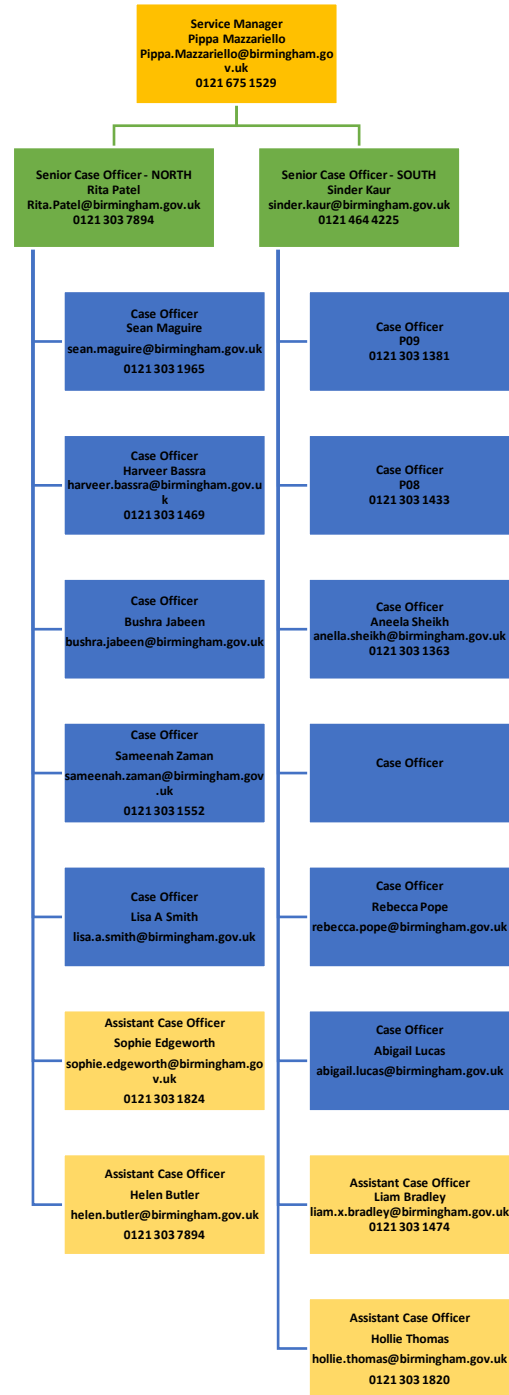 Service Manager
Pippa Mazzariello
Pippa.Mazzariello@birmingham.go
v.uk
0121 675 1529
Senior Case Officer - NORTH
Rita Patel
Rita.Patel@birmingham.gov.uk
0121 303 7894
Senior Case Officer - SOUTH
Sinder Kaur
sinder.kaur@birmingham.gov.uk
0121 464 4225
Case Officer
Sean Maguire
sean.maguire@birmingham.gov.uk
0121 303 1965
Case Officer
P09
0121 303 1381
Case Officer
Harveer Bassra
harveer.bassra@birmingham.gov.u
k
0121 303 1469
Case Officer
P08
0121 303 1433
Case Officer
Bushra Jabeen
bushra.jabeen@birmingham.gov.uk
Case Officer
Aneela Sheikh
anella.sheikh@birmingham.gov.uk
0121 303 1363
Case Officer
Sameenah Zaman
sameenah.zaman@birmingham.gov
.uk
0121 303 1552
Case Officer
Case Officer
Lisa A Smith
lisa.a.smith@birmingham.gov.uk
Case Officer
Rebecca Pope
rebecca.pope@birmingham.gov.uk
Assistant Case Officer
Sophie Edgeworth
sophie.edgeworth@birmingham.go
v.uk
0121 303 1824
Case Officer
Abigail Lucas
abigail.lucas@birmingham.gov.uk
Assistant Case Officer
Helen Butler
helen.butler@birmingham.gov.uk
0121 303 7894
Assistant Case Officer
Liam Bradley
liam.x.bradley@birmingham.gov.uk
0121 303 1474
Assistant Case Officer
Hollie Thomas
hollie.thomas@birmingham.gov.uk
0121 303 1820